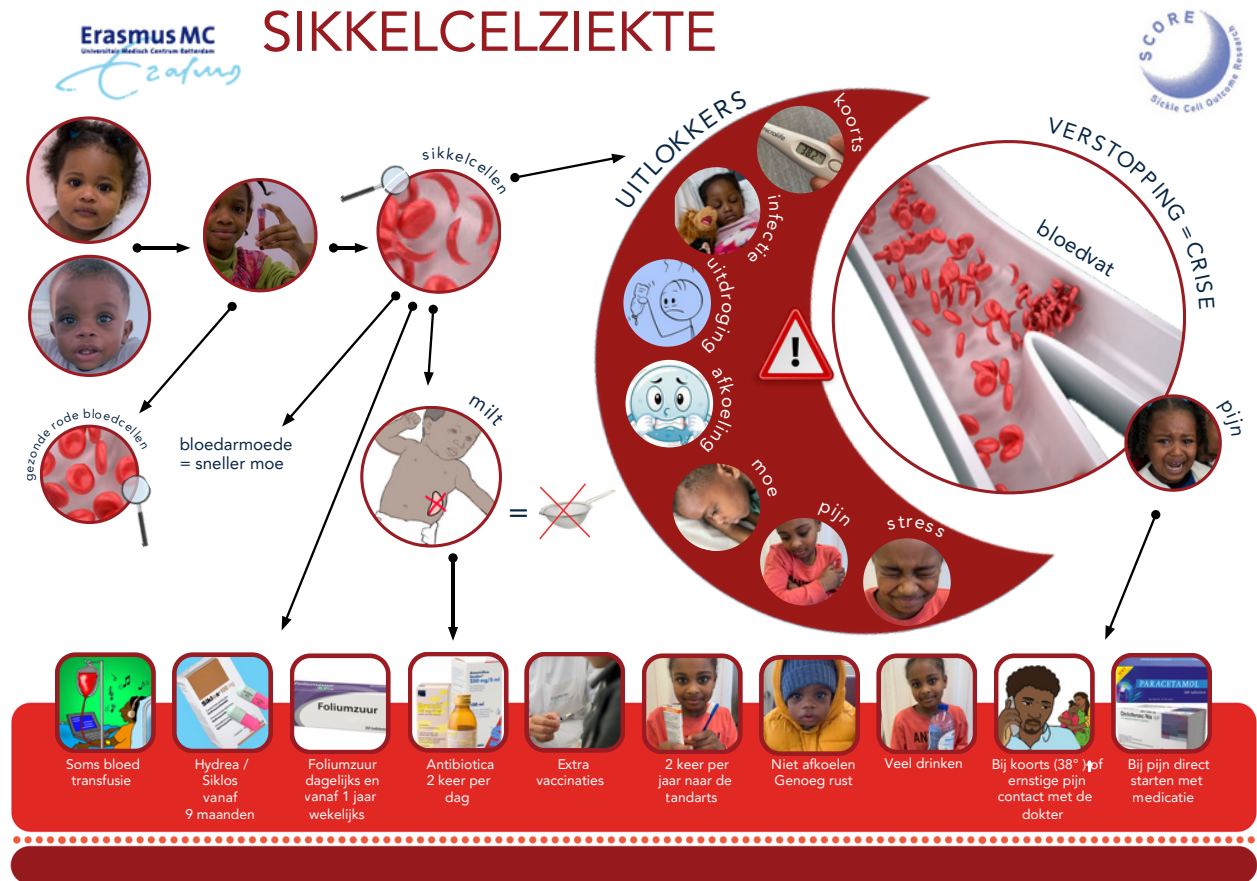 Erasmus MC
Universitair Medisch Centrum Rotterdam
Erasmus
SIKKELCELZIEKTE
SCORE
Sickle Cell Outcome Research
sikkelcellen
UITLOKKERS
koorts
infectie
uitdroging
afkoeling
moe
pijn
stress
VERSTOPPING = CRISE
bloedvat
pijn
gezonde rode bloedcellen
bloedarmoede
= sneller moe
milt
=
Foliumzuur
PARACETAMOL
Diclofenac Na
Soms bloed
transfusie
Hydrea /
Siklos
vanaf
9 maanden
Foliumzuur
dagelijks en
vanaf 1 jaar
wekelijks
Antibiotica
2 keer per
dag
Extra
vaccinaties
2 keer per
jaar naar de
tandarts
Niet afkoelen
Genoeg rust
Veel drinken
Bij koorts (38° ) of
ernstige pijn
contact met de
dokter
Bij pijn direct
starten met
medicatie